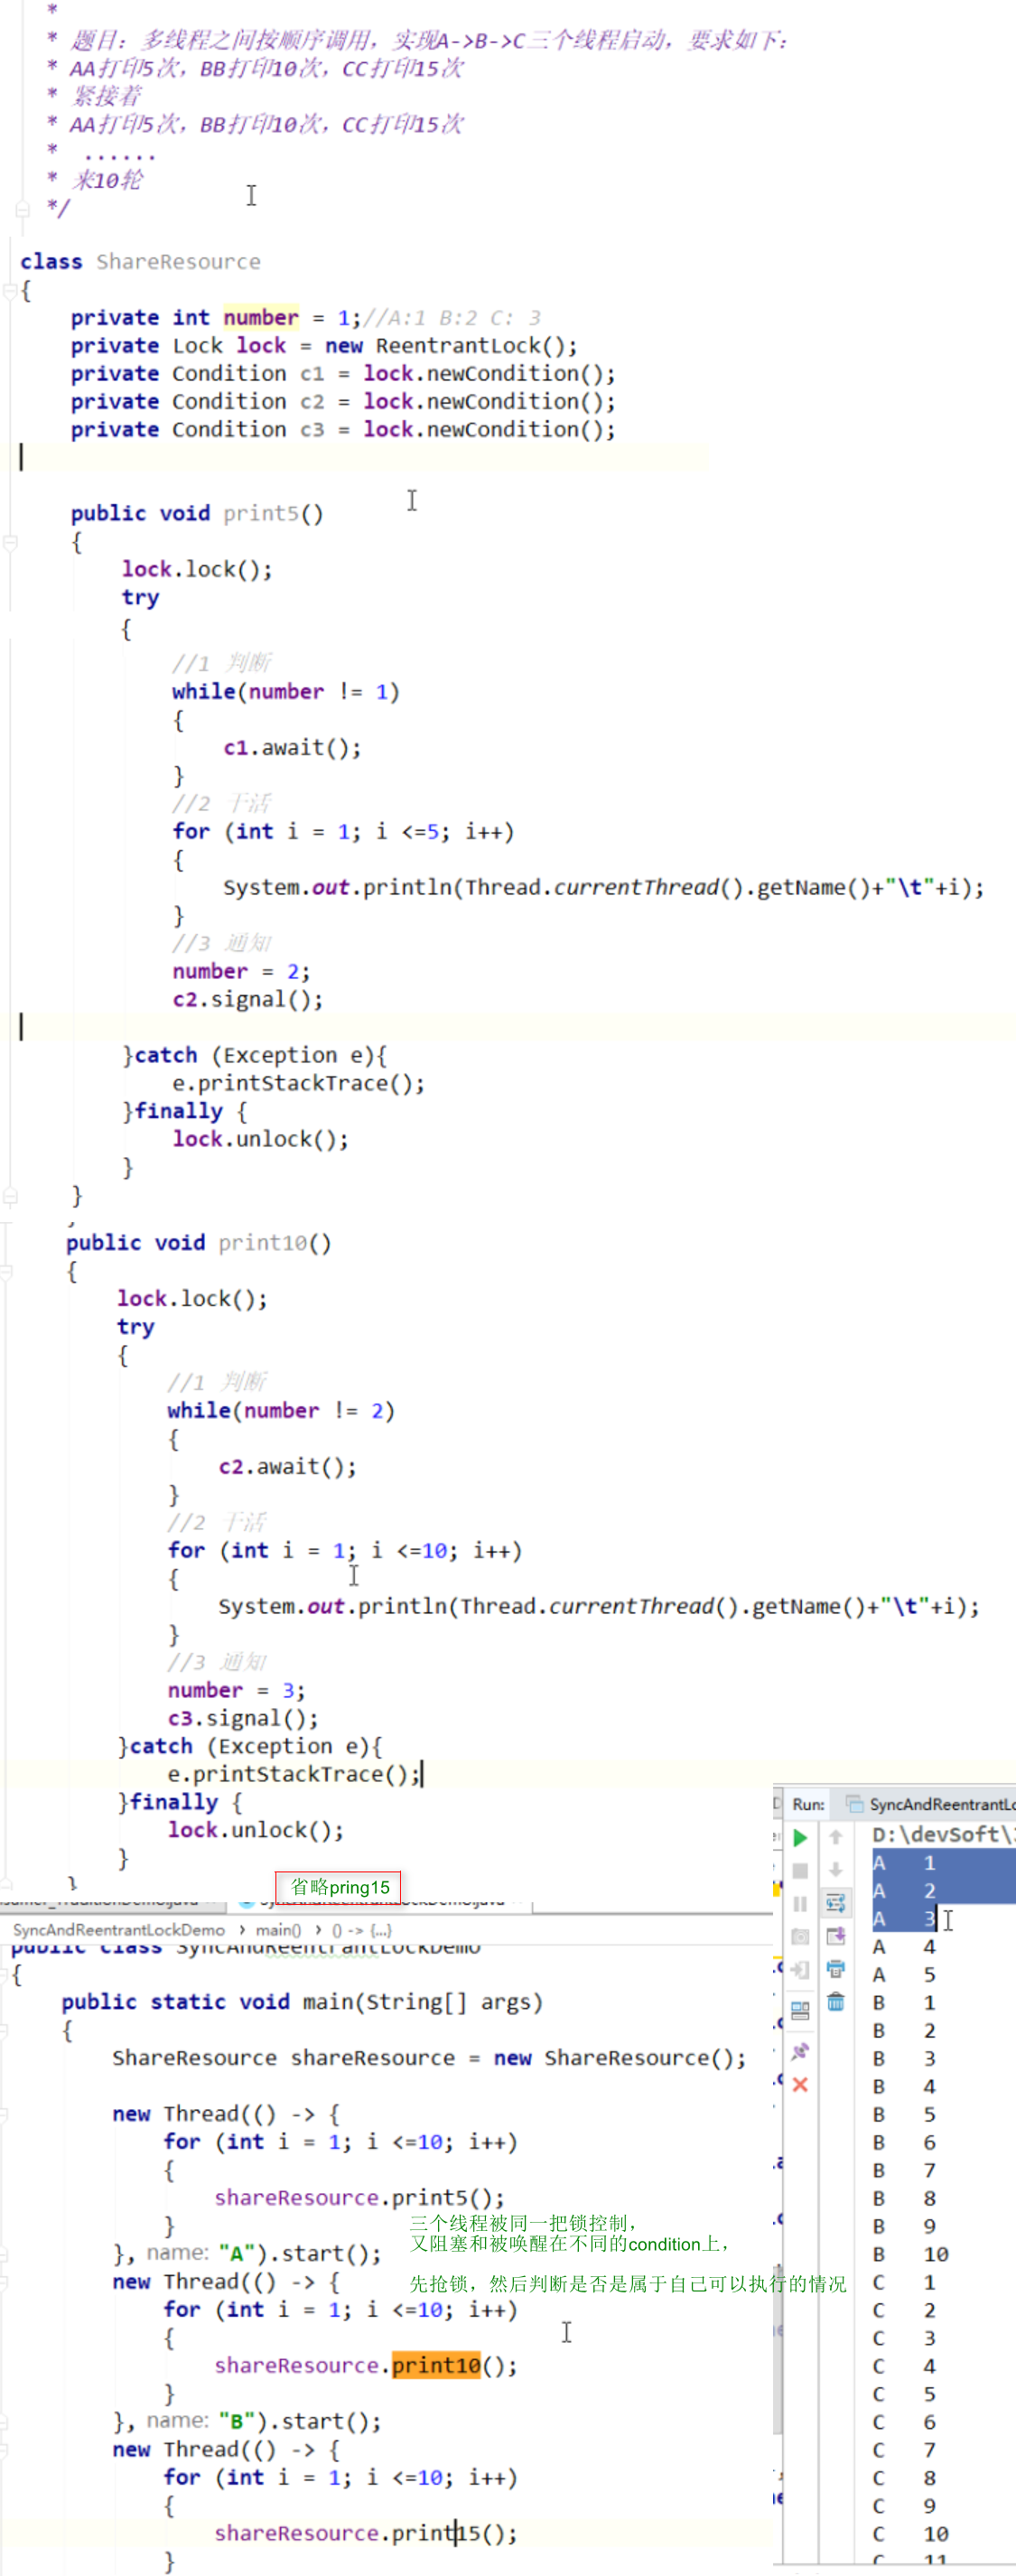 *
* 题目：多线程之间按顺序调用，实现A->B->C三个线程启动，要求如下：
* AA打印5次，BB打印10次，CC打印15次
* 紧接着
* AA打印5次，BB打印10次，CC打印15次
* ......
* 来10轮
*/
class ShareResource
{
private int number = 1;//A:1 B:2 C: 3
private Lock lock = new ReentrantLock();
private Condition c1 = lock.newCondition();
private Condition c2 = lock.newCondition();
private Condition c3 = lock.newCondition();
public void print5()
{
lock.lock();
try
{
//1 判断
while(number != 1)
{
c1.await();
}
//2 干活
for (int i = 1; i <=5; i++)
{
System.out.println(Thread.currentThread().getName()+"\t"+i);
}
//3 通知
number = 2;
c2.signal();
}catch (Exception e){
e.printStackTrace();
}finally {
lock.unlock();
}
}
public void print10()
{
lock.lock();
try
{
//1 判断
while(number != 2)
{
c2.await();
}
//2 干活
for (int i = 1; i <=10; i++)
{
System.out.println(Thread.currentThread().getName()+"\t"+i);
}
//3 通知
number = 3;
c3.signal();
}catch (Exception e){
e.printStackTrace();
}finally {
lock.unlock();
}
}
省略pring15
SyncAndReentrantLockDemo > main() > () -> {...}
public class SyncAndReentrantLockDemo
{
public static void main(String[] args)
{
ShareResource shareResource = new ShareResource();
new Thread(() -> {
for (int i = 1; i <=10; i++)
{
shareResource.print5();
}
}, name: "A").start();
三个线程被同一把锁控制，
又阻塞和被唤醒在不同的condition上，
先抢锁，然后判断是否是属于自己可以执行的情况
new Thread(() -> {
for (int i = 1; i <=10; i++)
{
shareResource.print10();
}
}, name: "B").start();
new Thread(() -> {
for (int i = 1; i <=10; i++)
{
shareResource.print15();
}
Run: SyncAndReentrantLo
D:\devSoft\
A 1
A 2
A 3
A 4
A 5
B 1
B 2
B 3
B 4
B 5
B 6
B 7
B 8
B 9
B 10
C 1
C 2
C 3
C 4
C 5
C 6
C 7
C 8
C 9
C 10
C 11